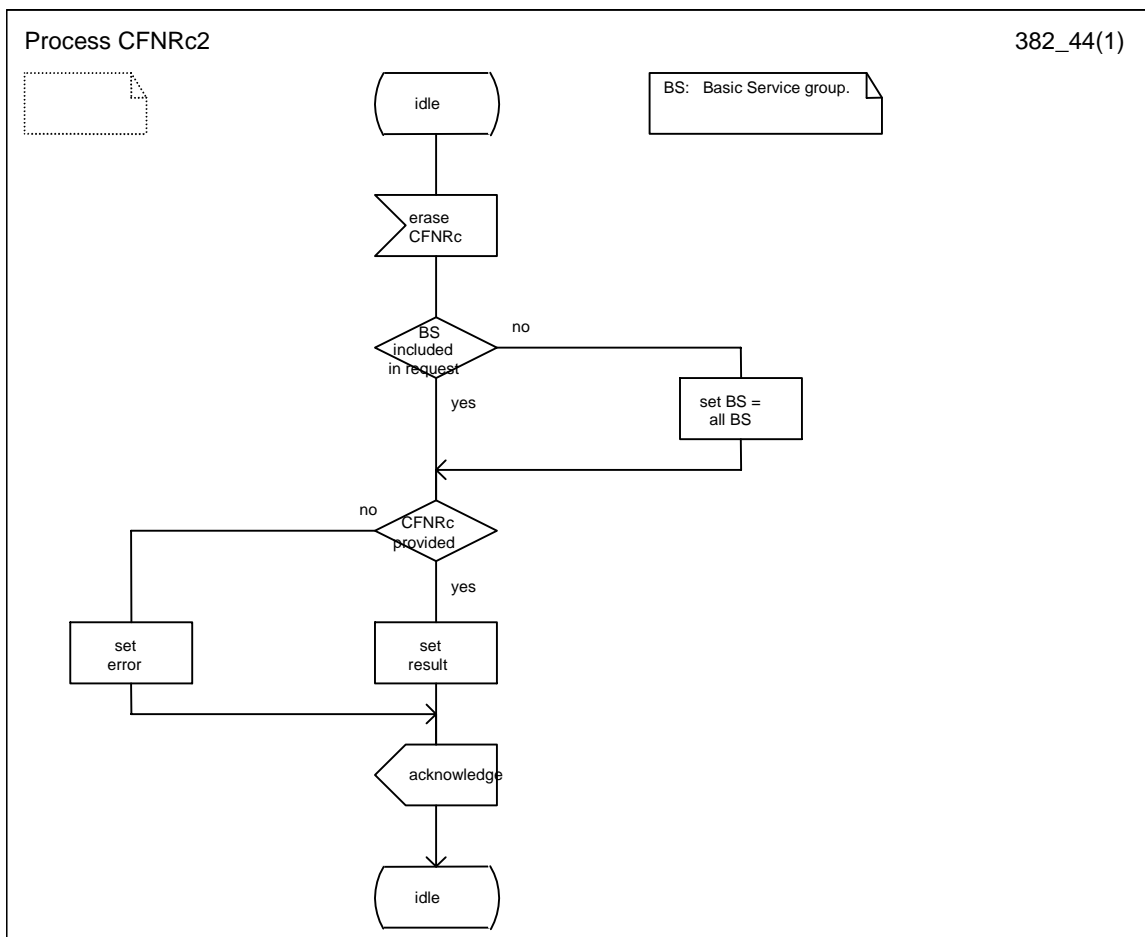 Process CFNRc2
382_44(1)
idle
BS: Basic Service group.
erase
CFNRc
BS
included
in request
no
yes
set BS =
all BS
no
CFNRc
provided
yes
set
error
set
result
acknowledge
idle